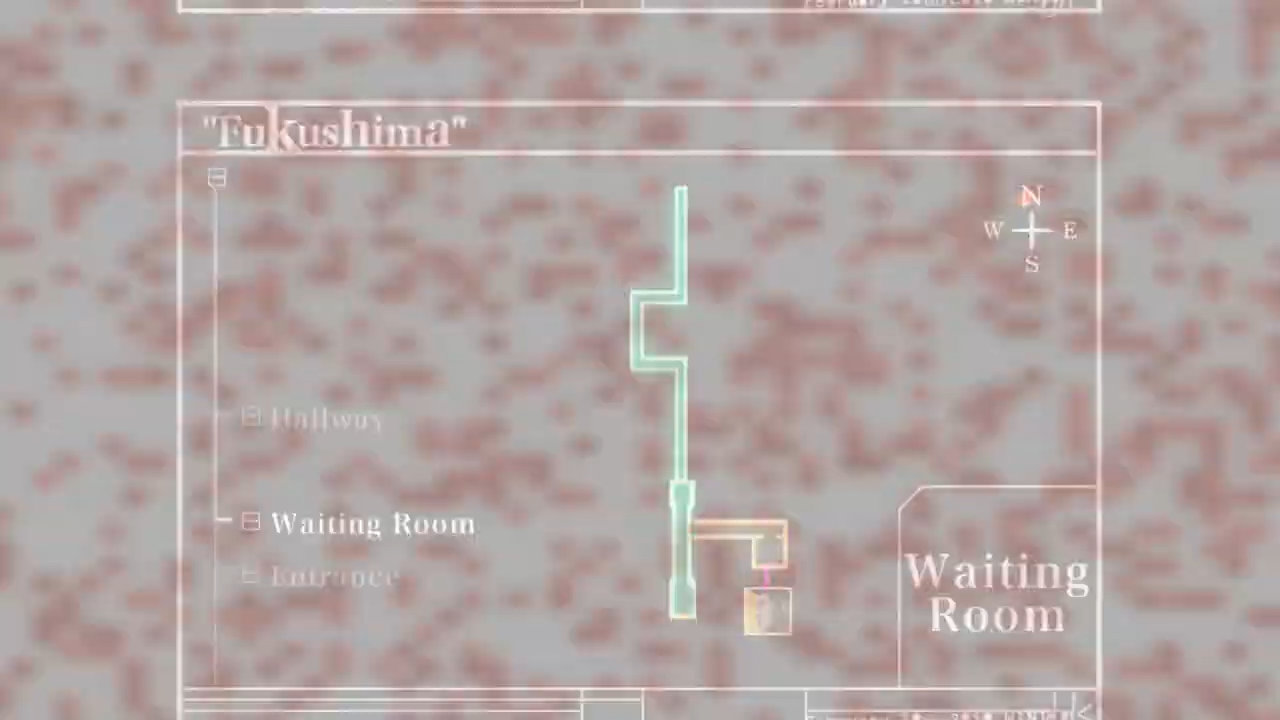 "Fukushima"
N
W E
S
Hallway
Waiting Room
Entrance
Waiting
Room